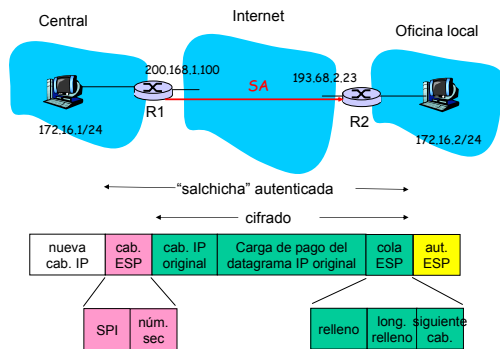 Central
Internet
Oficina local
200.168.1.100
193.68.2.23
SA
R1
R2
172.16.1/24
172.16.2/24
“salchicha” autenticada
cifrado
nueva
cab. IP
cab.
ESP
cab. IP
original
Carga de pago del
datagrama IP original
cola
ESP
aut.
ESP
SPI
núm.
sec
relleno
long.
relleno
siguiente
cab.